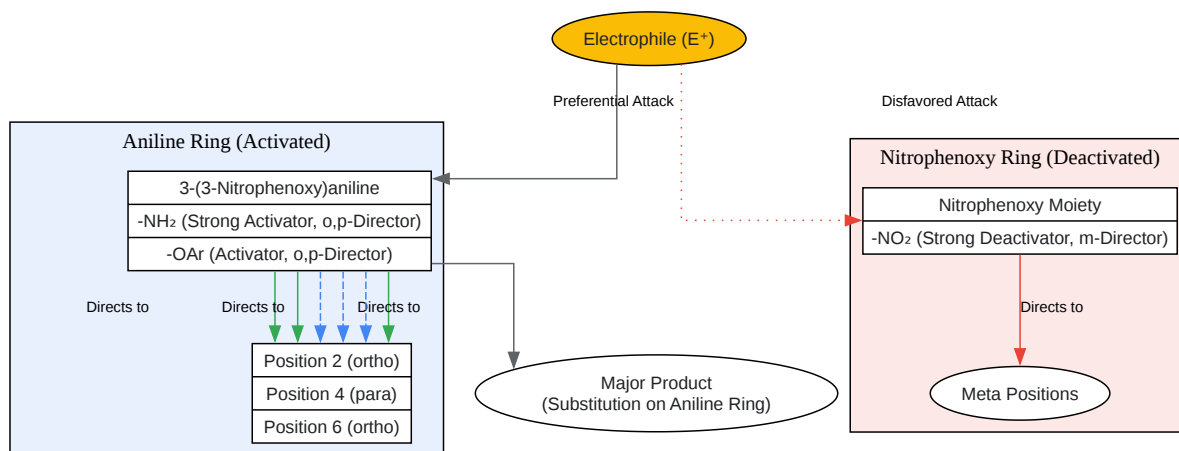 Electrophile (E⁺)
Preferential Attack
Disfavored Attack
Aniline Ring (Activated)
3-(3-Nitrophenoxy)aniline
-NH₂ (Strong Activator, o,p-Director)
-OAr (Activator, o,p-Director)
Directs to
Directs to
Directs to
Position 2 (ortho)
Position 4 (para)
Position 6 (ortho)
Major Product
(Substitution on Aniline Ring)
Nitrophenoxy Ring (Deactivated)
Nitrophenoxy Moiety
-NO₂ (Strong Deactivator, m-Director)
Directs to
Meta Positions